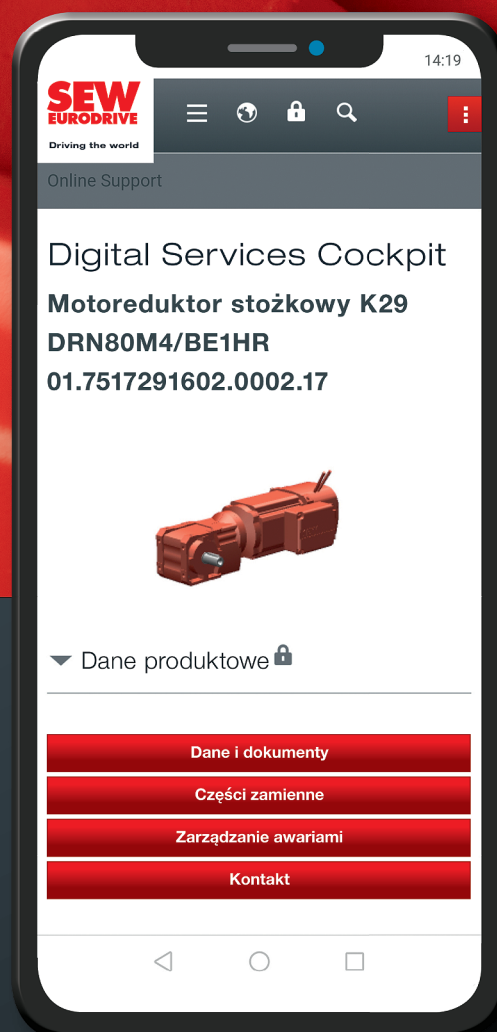 14:19
SEW
EURODRIVE
Driving the world
Online Support
Digital Services Cockpit
Motoreduktor stożkowy K29
DRN80M4/BE1HR
01.7517291602.0002.17
Dane produktowe
Dane i dokumenty
Części zamienne
Zarządzanie awariami
Kontakt